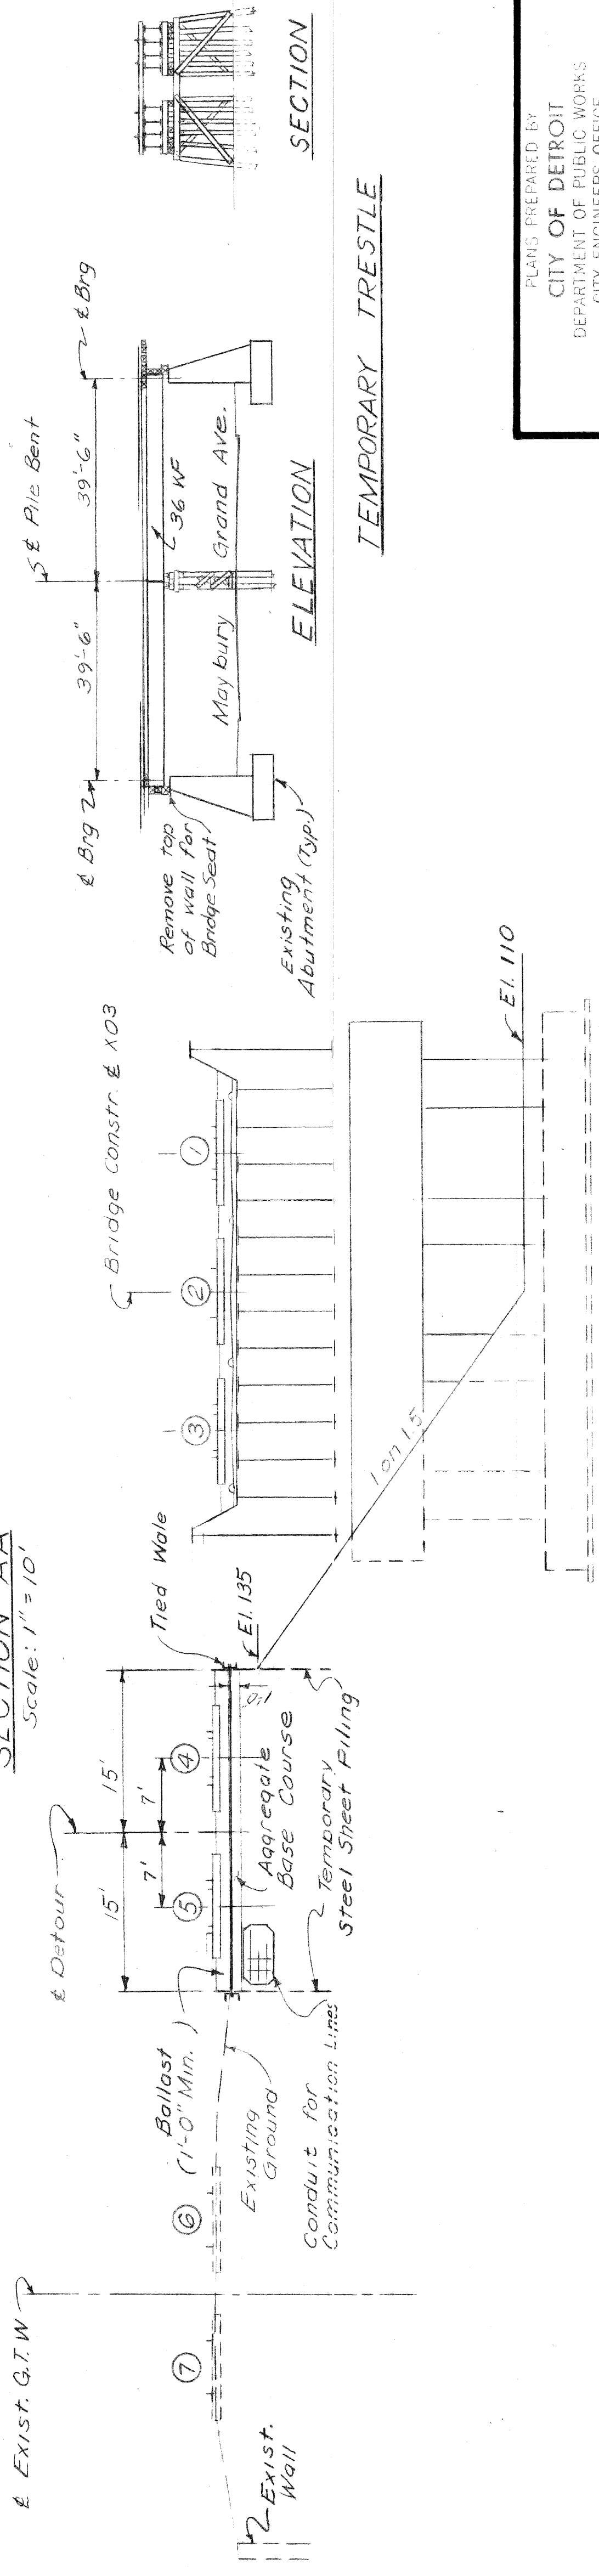 SECTION AA
Scale: 1"=10'
℄ Exist. G.T.W
℄ Detour
15'
15'
7'
7'
7
6
5
4
Ballast
(1'-0" Min.)
Existing
Ground
Exist.
Wall
Conduit for
Communication Lines
Aggregate
Base Course
Temporary
Steel Sheet Piling
Tied Wale
El. 135
1'-0"
1 on 1.5
Bridge Constr. ℄ X03
3
2
1
El. 110
℄ Brg
℄ Pile Bent
℄ Brg
39'-6"
39'-6"
36 WF
Remove top
of wall for
Bridge Seat
Existing
Abutment (Typ.)
Maybury Grand Ave.
ELEVATION
SECTION
TEMPORARY TRESTLE
PLANS PREPARED BY
CITY OF DETROIT
DEPARTMENT OF PUBLIC WORKS
CITY ENGINEERS OFFICE